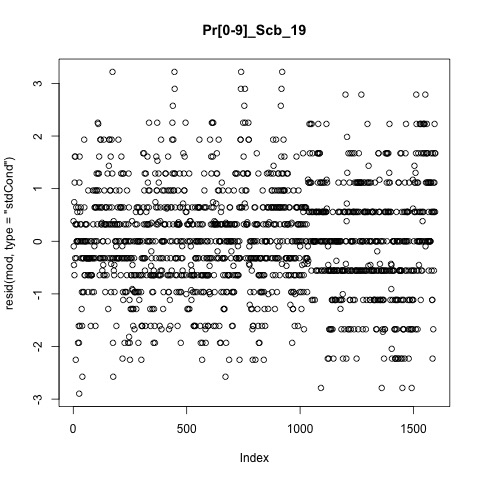 Pr[0-9]_Scb_19
resid(mod, type = "stdCond")
3
2
1
0
-1
-2
-3
0 500 1000 1500
Index